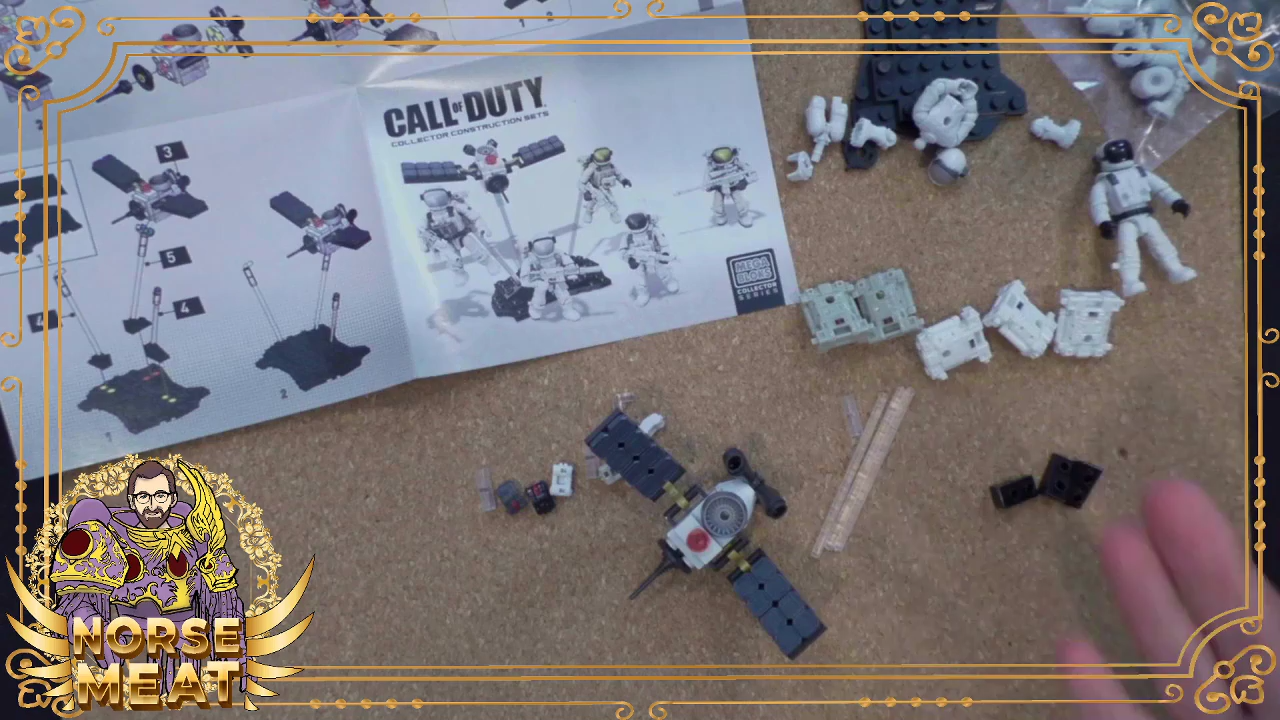 CALL OF DUTY
COLLECTOR CONSTRUCTION SETS
3
5
4
4
2
1
MEGA
BLOKS
COLLECTOR
SERIES
NORSE
MEAT